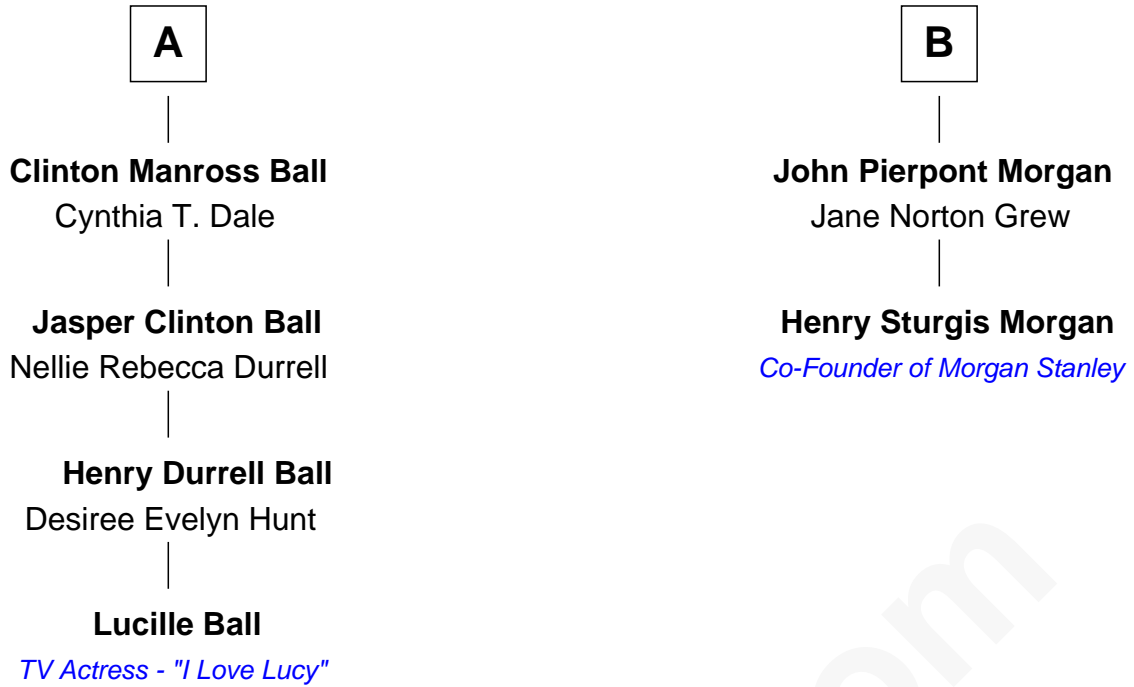 A
Clinton Manross Ball
Cynthia T. Dale
Jasper Clinton Ball
Nellie Rebecca Durrell
Henry Durrell Ball
Desiree Evelyn Hunt
Lucille Ball
TV Actress - "I Love Lucy"
B
John Pierpont Morgan
Jane Norton Grew
Henry Sturgis Morgan
Co-Founder of Morgan Stanley
om